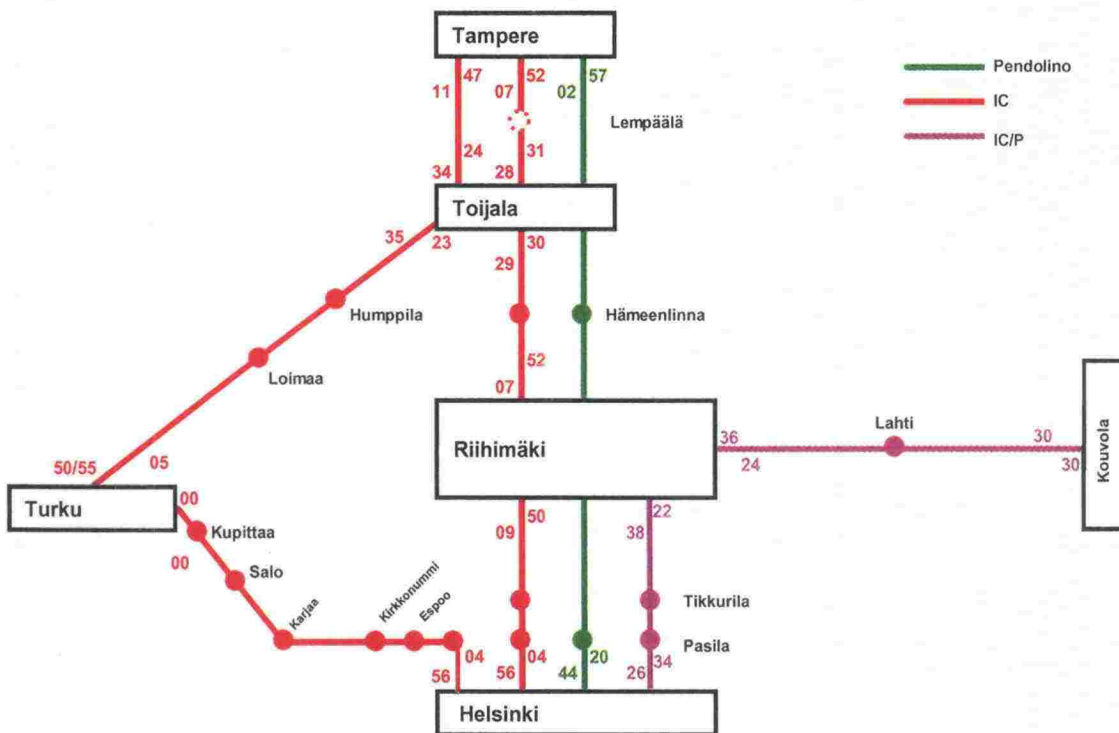 Tampere
Pendolino
IC
IC/P
47
52
57
11
07
02
Lempäälä
24
31
34
28
Toijala
35
23
30
29
Humppila
Hämeenlinna
Loimaa
52
07
Riihimäki
36
24
Lahti
30
30
Kouvola
50/55
05
Turku
00
Kupittaa
00
Salo
Karjaa
Kirkkonummi
Espoo
09
50
38
22
Tikkurila
Pasila
04
56
04
56
20
44
34
26
Helsinki